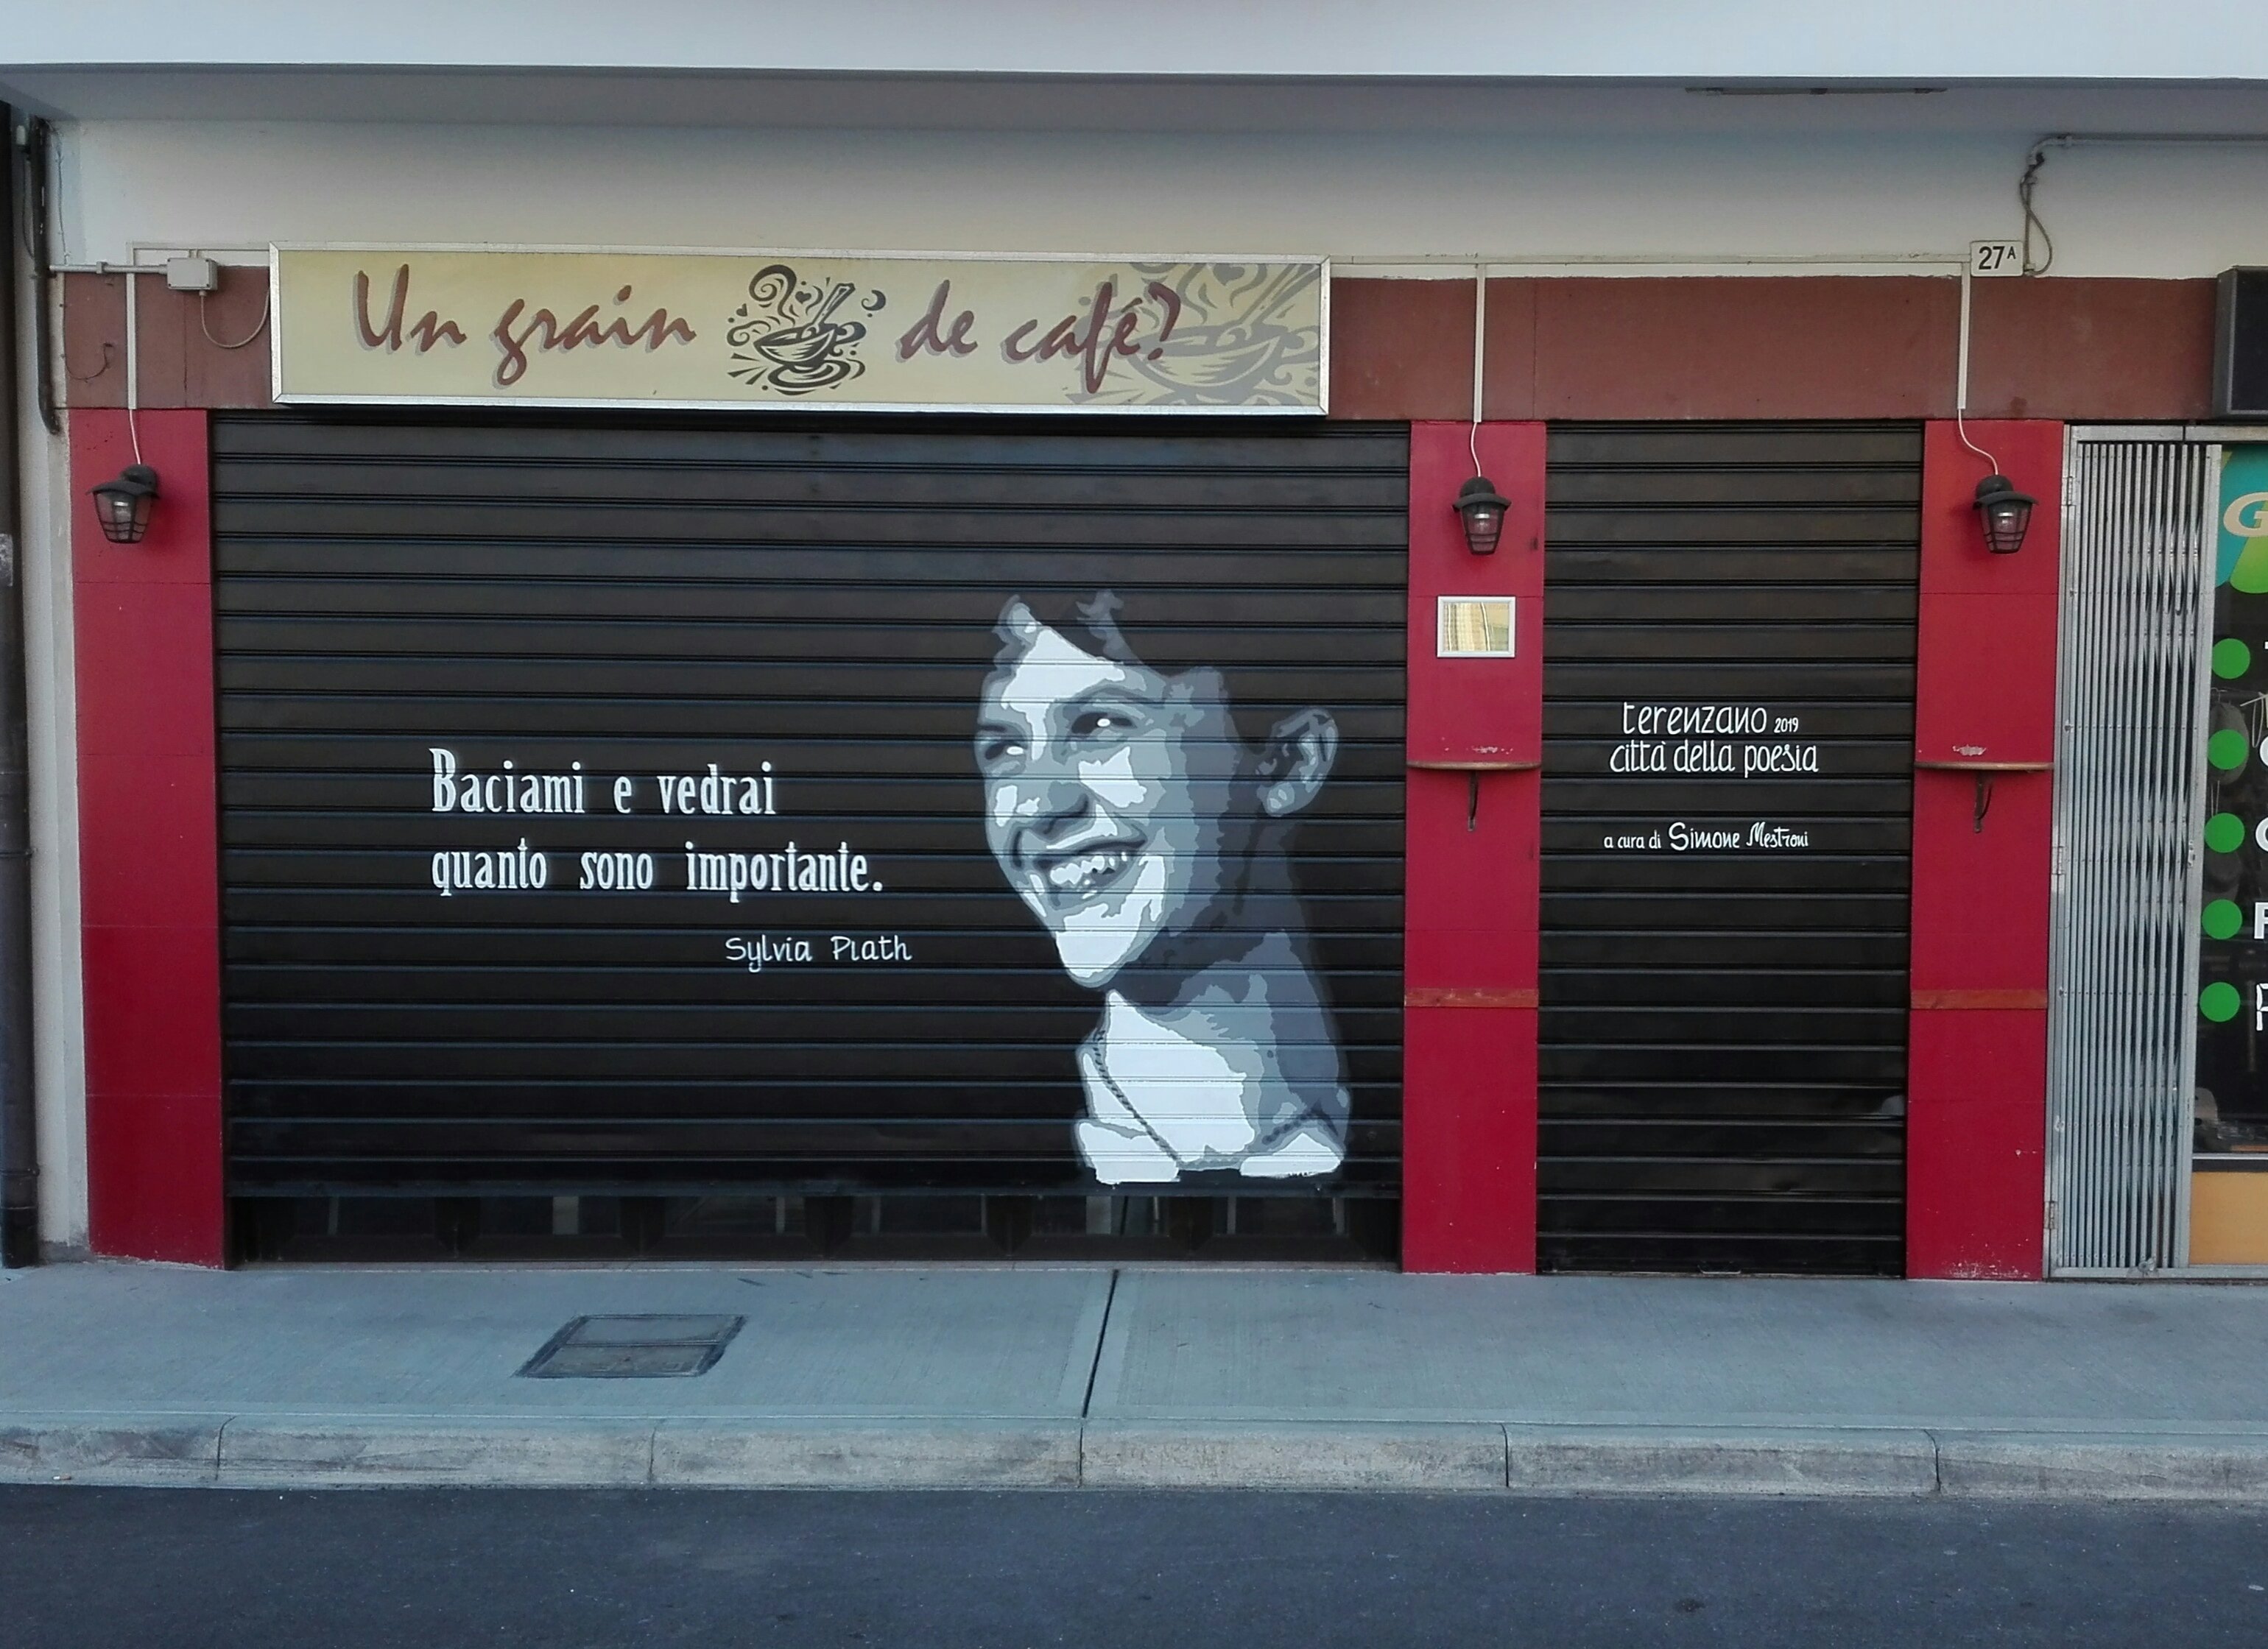 Un grain de café?
27A
Baciami e vedrai
quanto sono importante.
Sylvia Plath
terenzano 2019
città della poesia
a cura di Simone Mestroni
G